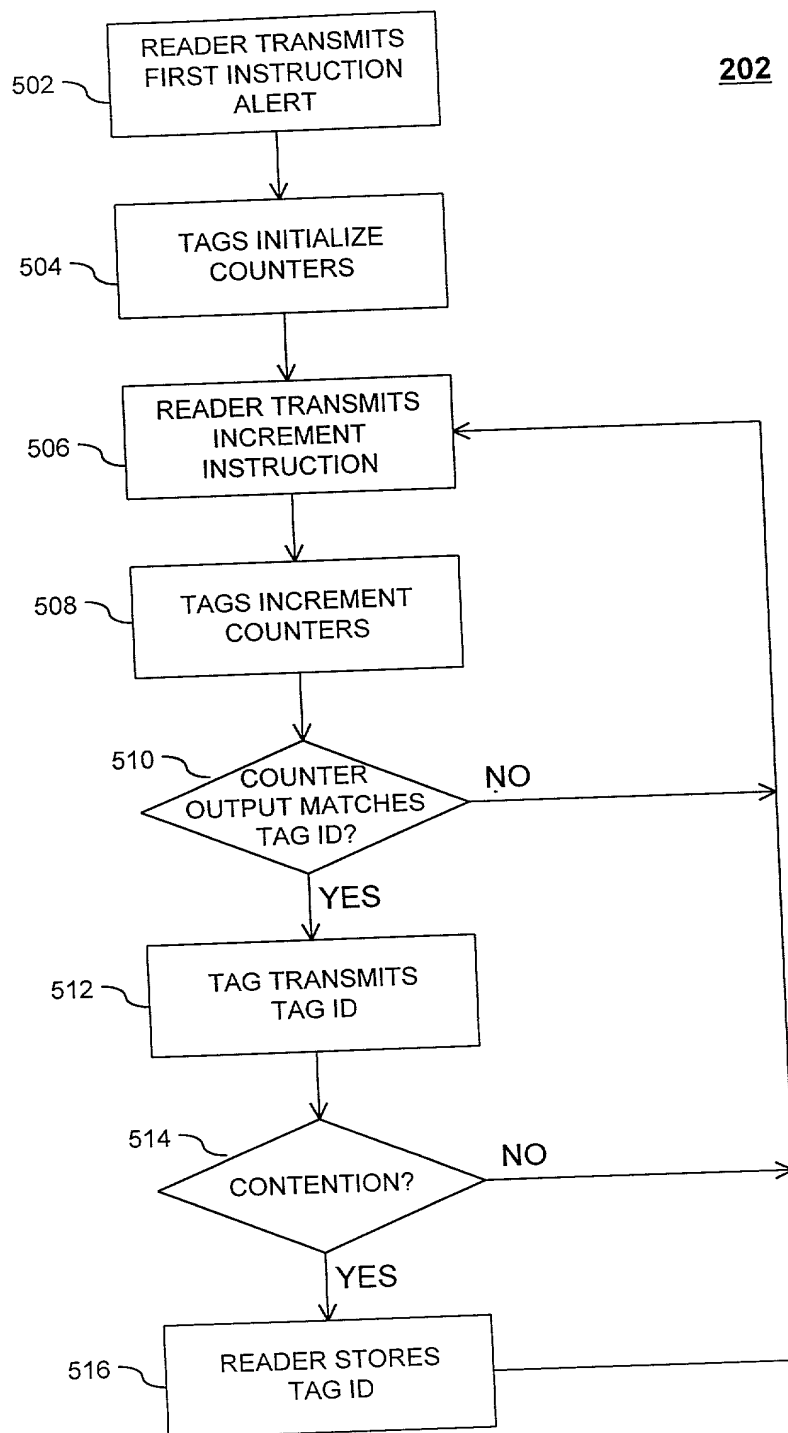 READER TRANSMITS
FIRST INSTRUCTION
ALERT
502
202
TAGS INITIALIZE
COUNTERS
504
READER TRANSMITS
INCREMENT
INSTRUCTION
506
TAGS INCREMENT
COUNTERS
508
510
COUNTER
OUTPUT MATCHES
TAG ID?
NO
YES
TAG TRANSMITS
TAG ID
512
514
CONTENTION?
NO
YES
READER STORES
TAG ID
516